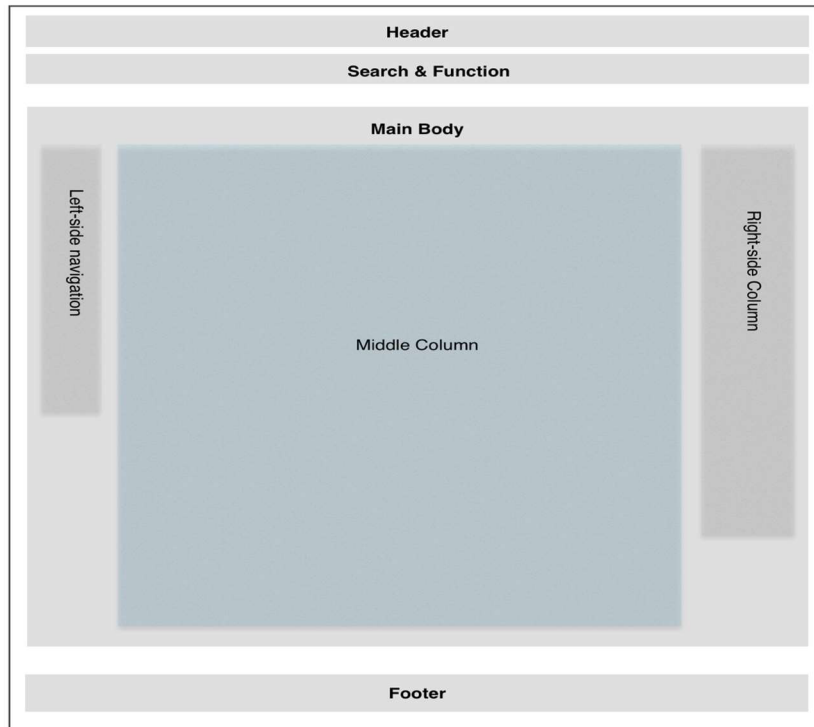 Header
Search & Function
Main Body
Left-side navigation
Middle Column
Right-side Column
Footer